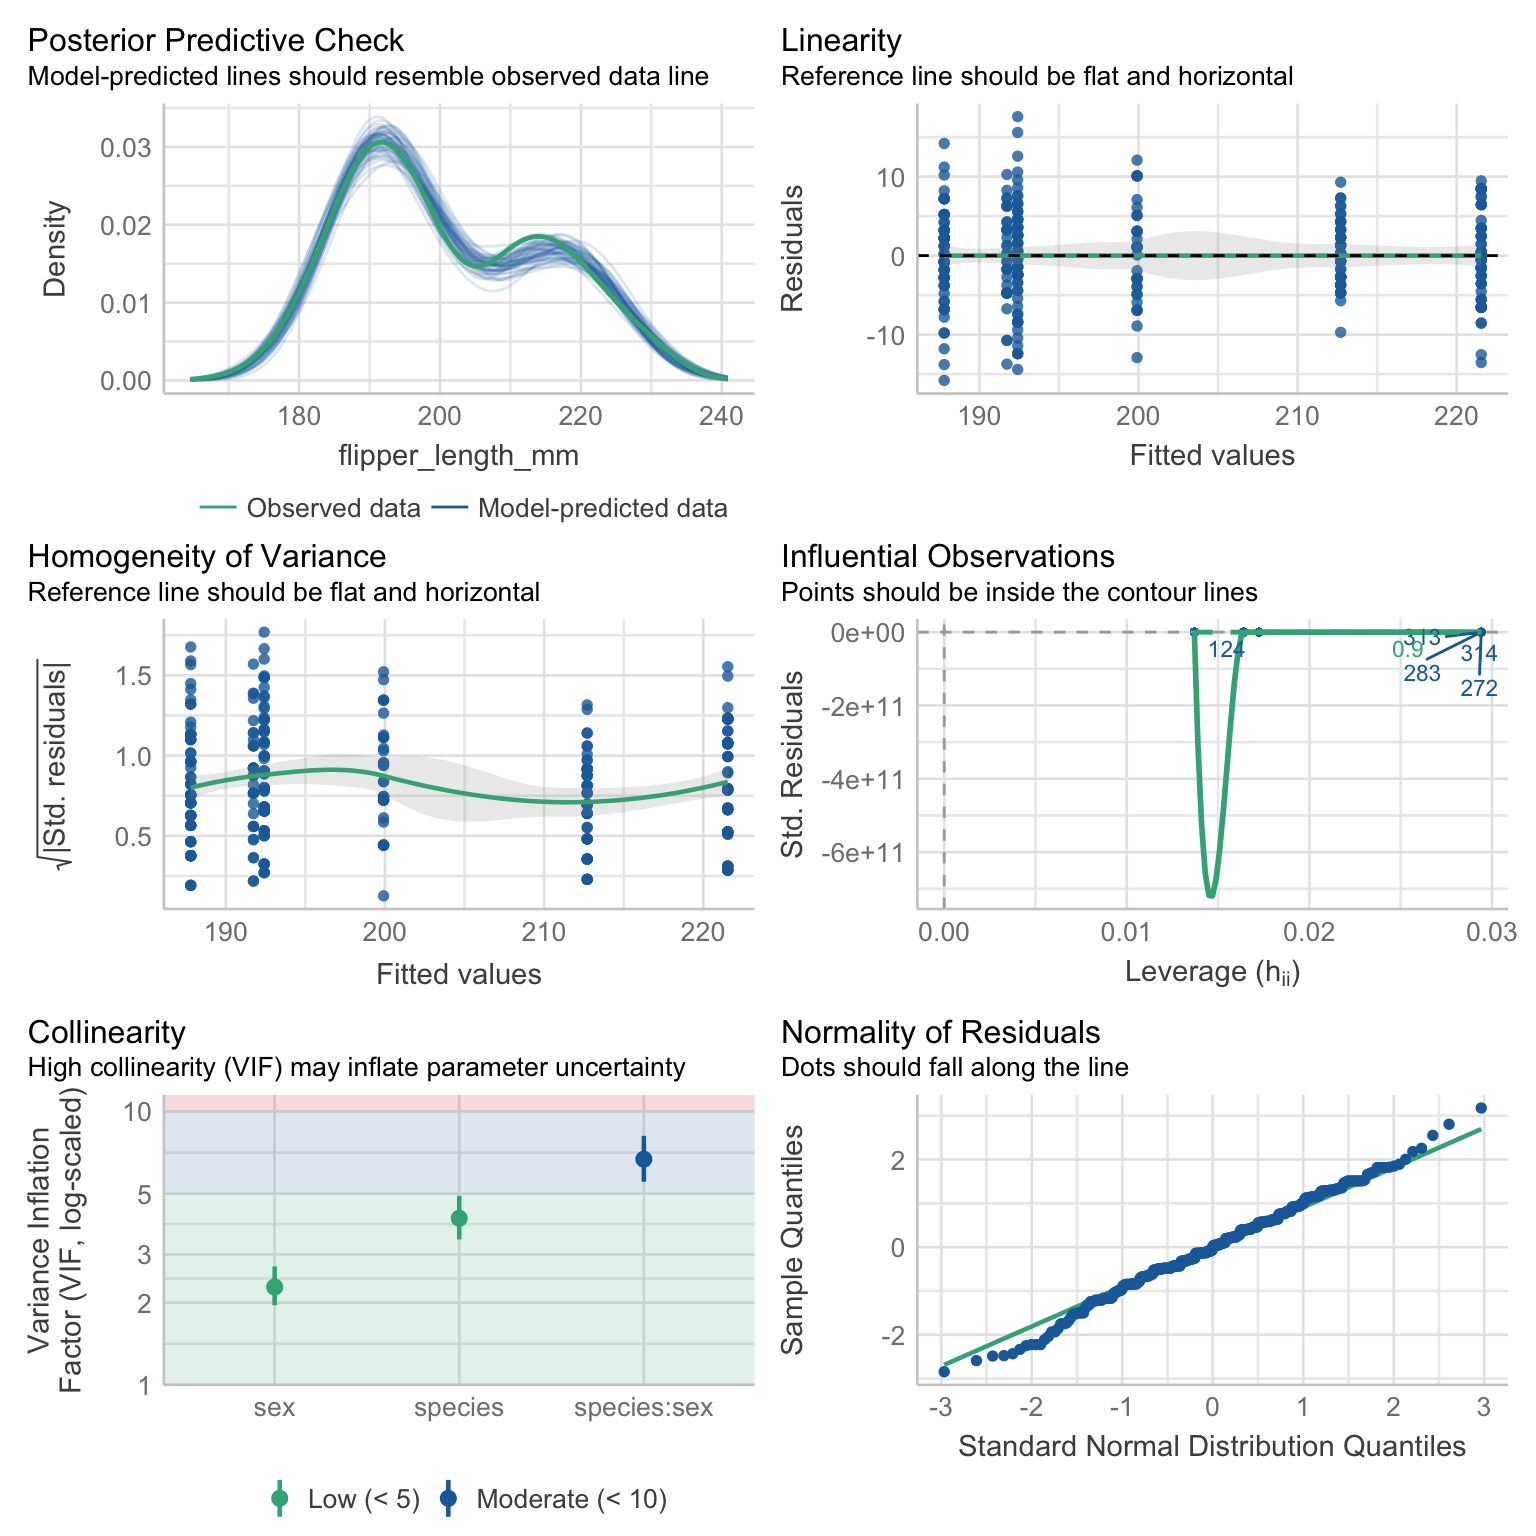 Posterior Predictive Check
Model-predicted lines should resemble observed data line
0.03
0.02
0.01
0.00
Density
180 200 220 240
flipper_length_mm
Observed data Model-predicted data
Linearity
Reference line should be flat and horizontal
10
0
-10
Residuals
190 200 210 220
Fitted values
Homogeneity of Variance
Reference line should be flat and horizontal
1.5
1.0
0.5
√|Std. residuals|
190 200 210 220
Fitted values
Influential Observations
Points should be inside the contour lines
0e+00
-2e+11
-4e+11
-6e+11
Std. Residuals
124
313
0.9
314
283
272
0.00 0.01 0.02 0.03
Leverage (hii)
Collinearity
High collinearity (VIF) may inflate parameter uncertainty
10
5
3
2
1
Variance Inflation
Factor (VIF, log-scaled)
sex species species:sex
Low (< 5) Moderate (< 10)
Normality of Residuals
Dots should fall along the line
2
0
-2
Sample Quantiles
-3 -2 -1 0 1 2 3
Standard Normal Distribution Quantiles